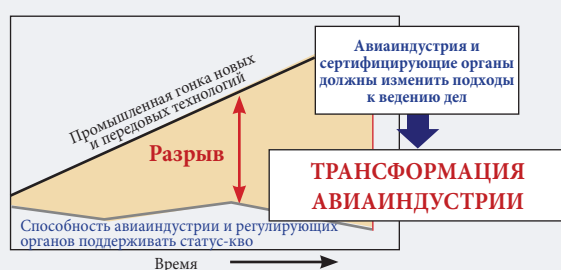 Авиаиндустрия и
сертифицирующие органы
должны изменить подходы
к ведению дел
Промышленная гонка новых
и передовых технологий
Разрыв
ТРАНСФОРМАЦИЯ
АВИАИНДУСТРИИ
Способность авиаиндустрии и регулирующих
органов поддерживать статус-кво
Время